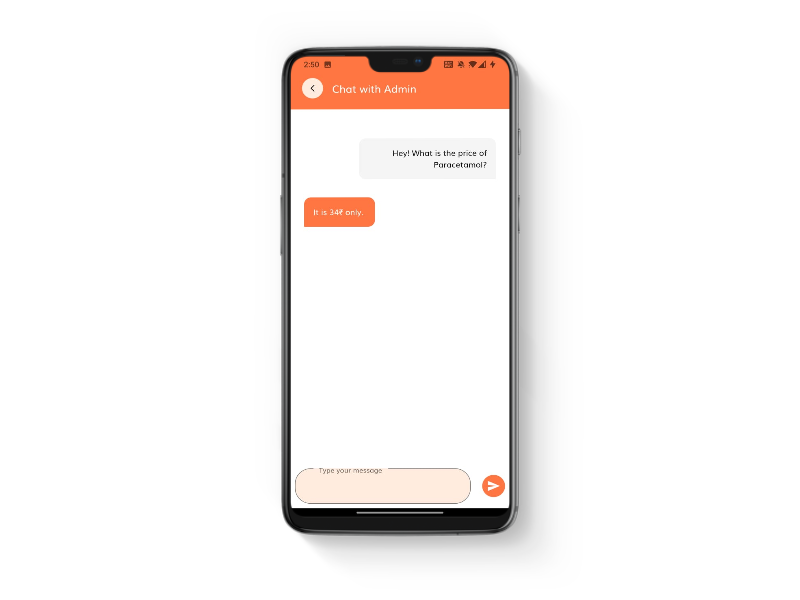 2:50
Chat with Admin
Hey! What is the price of
Paracetamol?
It is 34₹ only.
Type your message